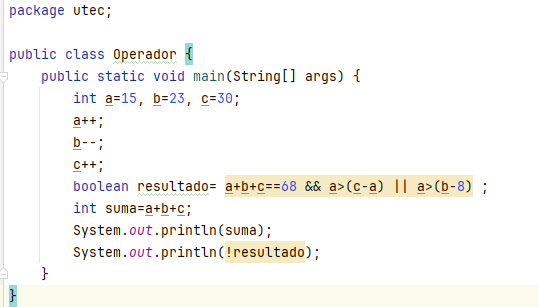 package utec;
public class Operador {
public static void main(String[] args) {
int a=15, b=23, c=30;
a++;
b--;
c++;
boolean resultado= a+b+c==68 && a>(c-a) || a>(b-8) ;
int suma=a+b+c;
System.out.println(suma);
System.out.println(!resultado);
}
}